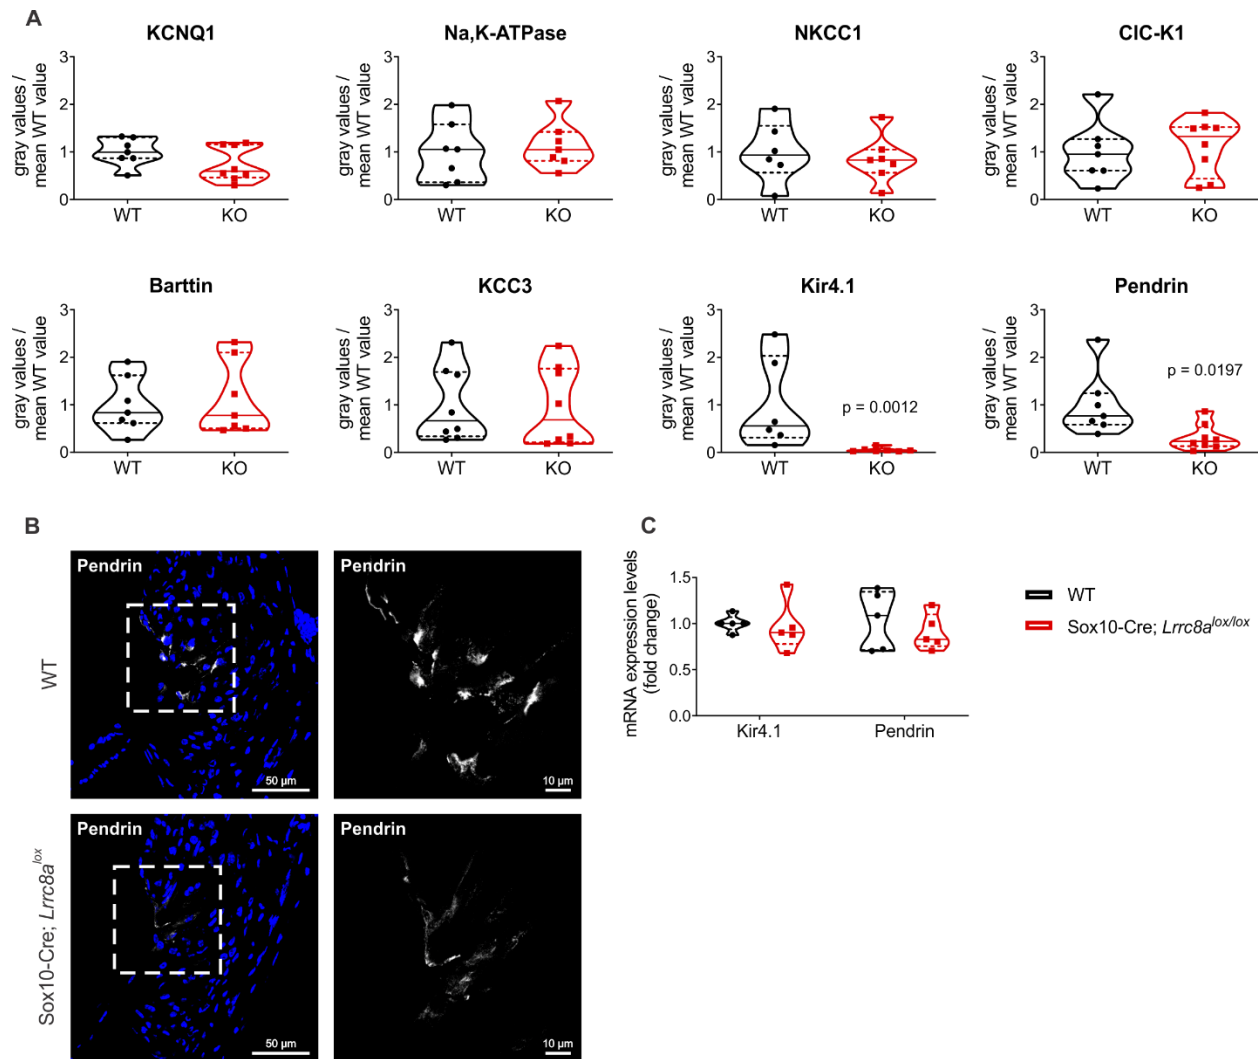 A
KCNQ1
Na,K-ATPase
NKCC1
ClC-K1
gray values /
mean WT value
3
2
1
0
WT
KO
gray values /
mean WT value
3
2
1
0
WT
KO
gray values /
mean WT value
3
2
1
0
WT
KO
gray values /
mean WT value
3
2
1
0
WT
KO
Barttin
KCC3
Kir4.1
Pendrin
gray values /
mean WT value
3
2
1
0
WT
KO
gray values /
mean WT value
3
2
1
0
WT
KO
gray values /
mean WT value
3
2
1
0
p = 0.0012
WT
KO
gray values /
mean WT value
3
2
1
0
p = 0.0197
WT
KO
B
WT
Pendrin
50 µm
Pendrin
10 µm
Sox10-Cre; Lrrc8a^lox
Pendrin
50 µm
Pendrin
10 µm
C
mRNA expression levels
(fold change)
1.5
1.0
0.5
0.0
Kir4.1
Pendrin
WT
Sox10-Cre; Lrrc8a^lox/lox